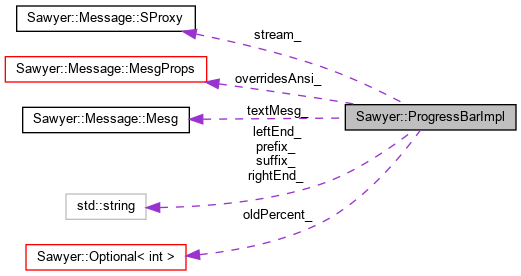 Sawyer::Message::SProxy
stream_
Sawyer::Message::MesgProps
overridesAnsi_
Sawyer::Message::Mesg
textMesg_
Sawyer::ProgressBarImpl
leftEnd_
prefix_
suffix_
rightEnd_
std::string
oldPercent_
Sawyer::Optional< int >